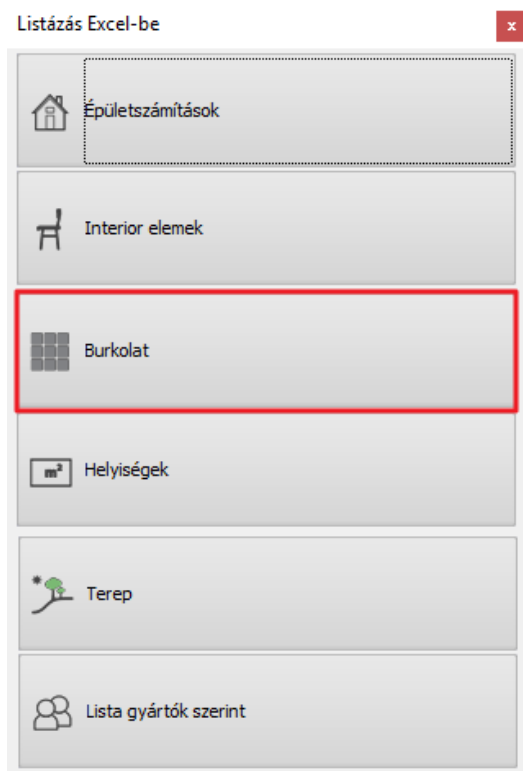 Listázás Excel-be
x
Épületszámítások
Interior elemek
Burkolat
m²
Helyiségek
Terep
Lista gyártók szerint